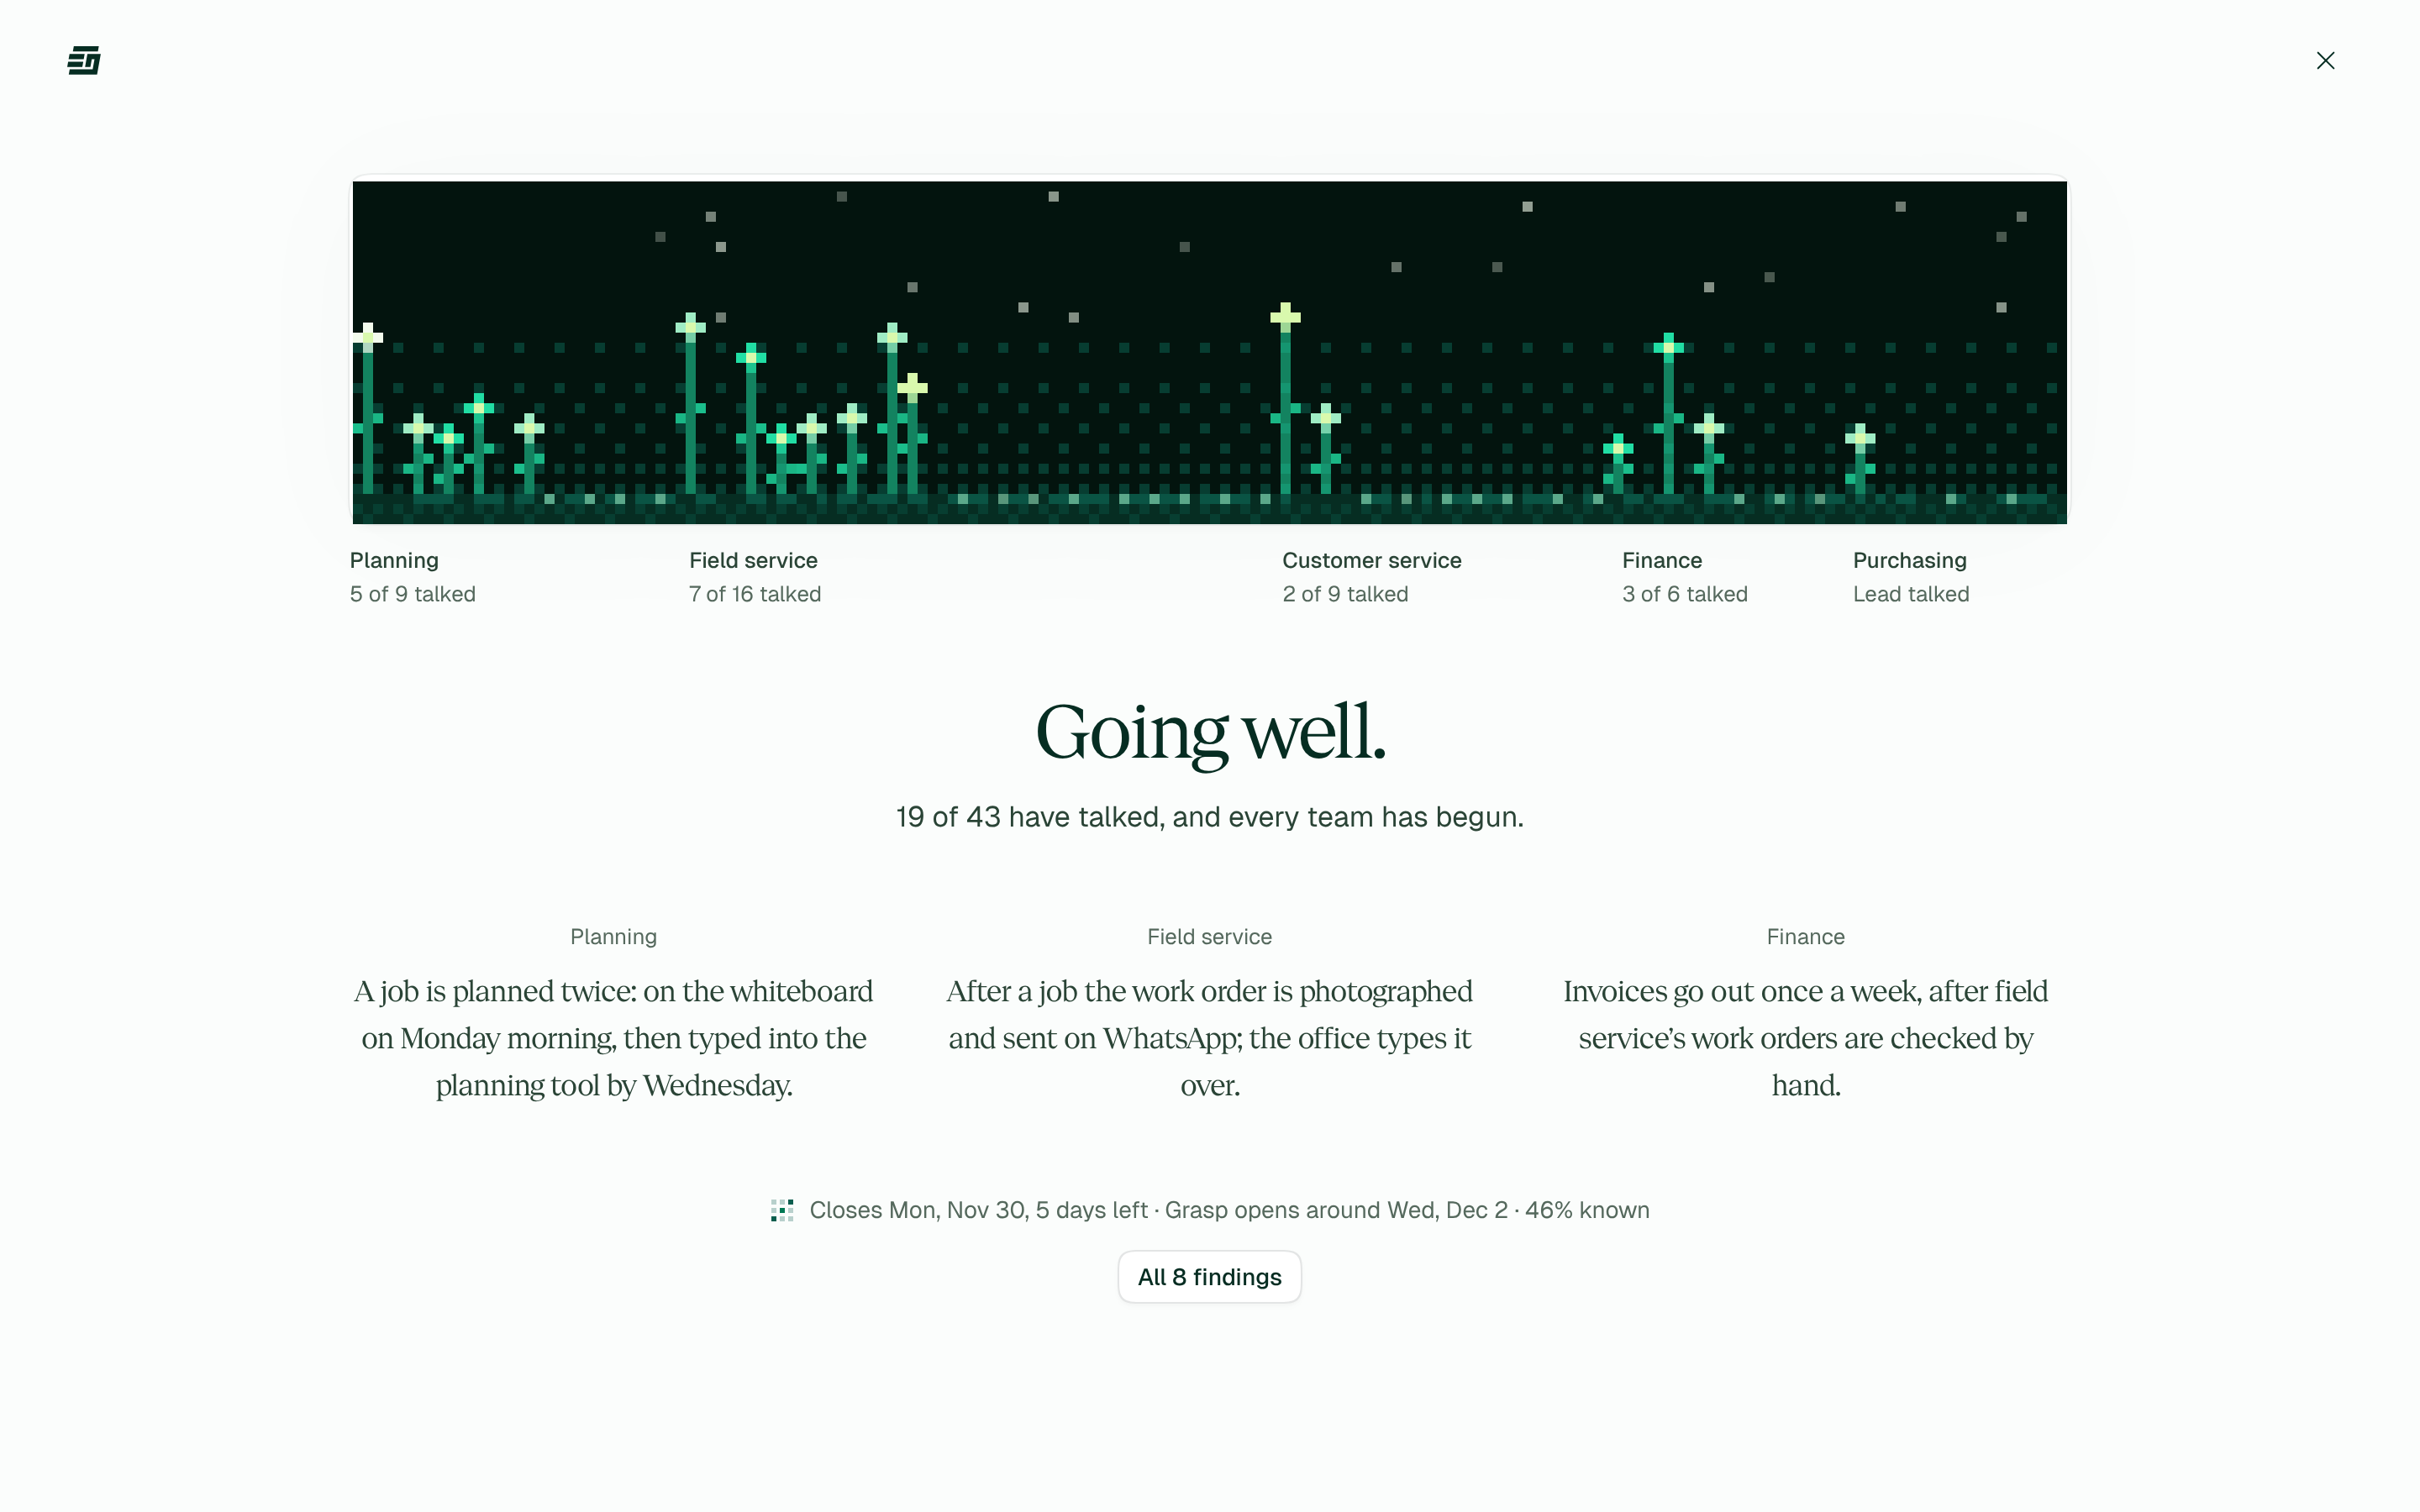 Planning
5 of 9 talked
Field service
7 of 16 talked
Customer service
2 of 9 talked
Finance
3 of 6 talked
Purchasing
Lead talked
Going well.
19 of 43 have talked, and every team has begun.
Planning
A job is planned twice: on the whiteboard
on Monday morning, then typed into the
planning tool by Wednesday.
Field service
After a job the work order is photographed
and sent on WhatsApp; the office types it
over.
Finance
Invoices go out once a week, after field
service’s work orders are checked by
hand.
Closes Mon, Nov 30, 5 days left · Grasp opens around Wed, Dec 2 · 46% known
All 8 findings